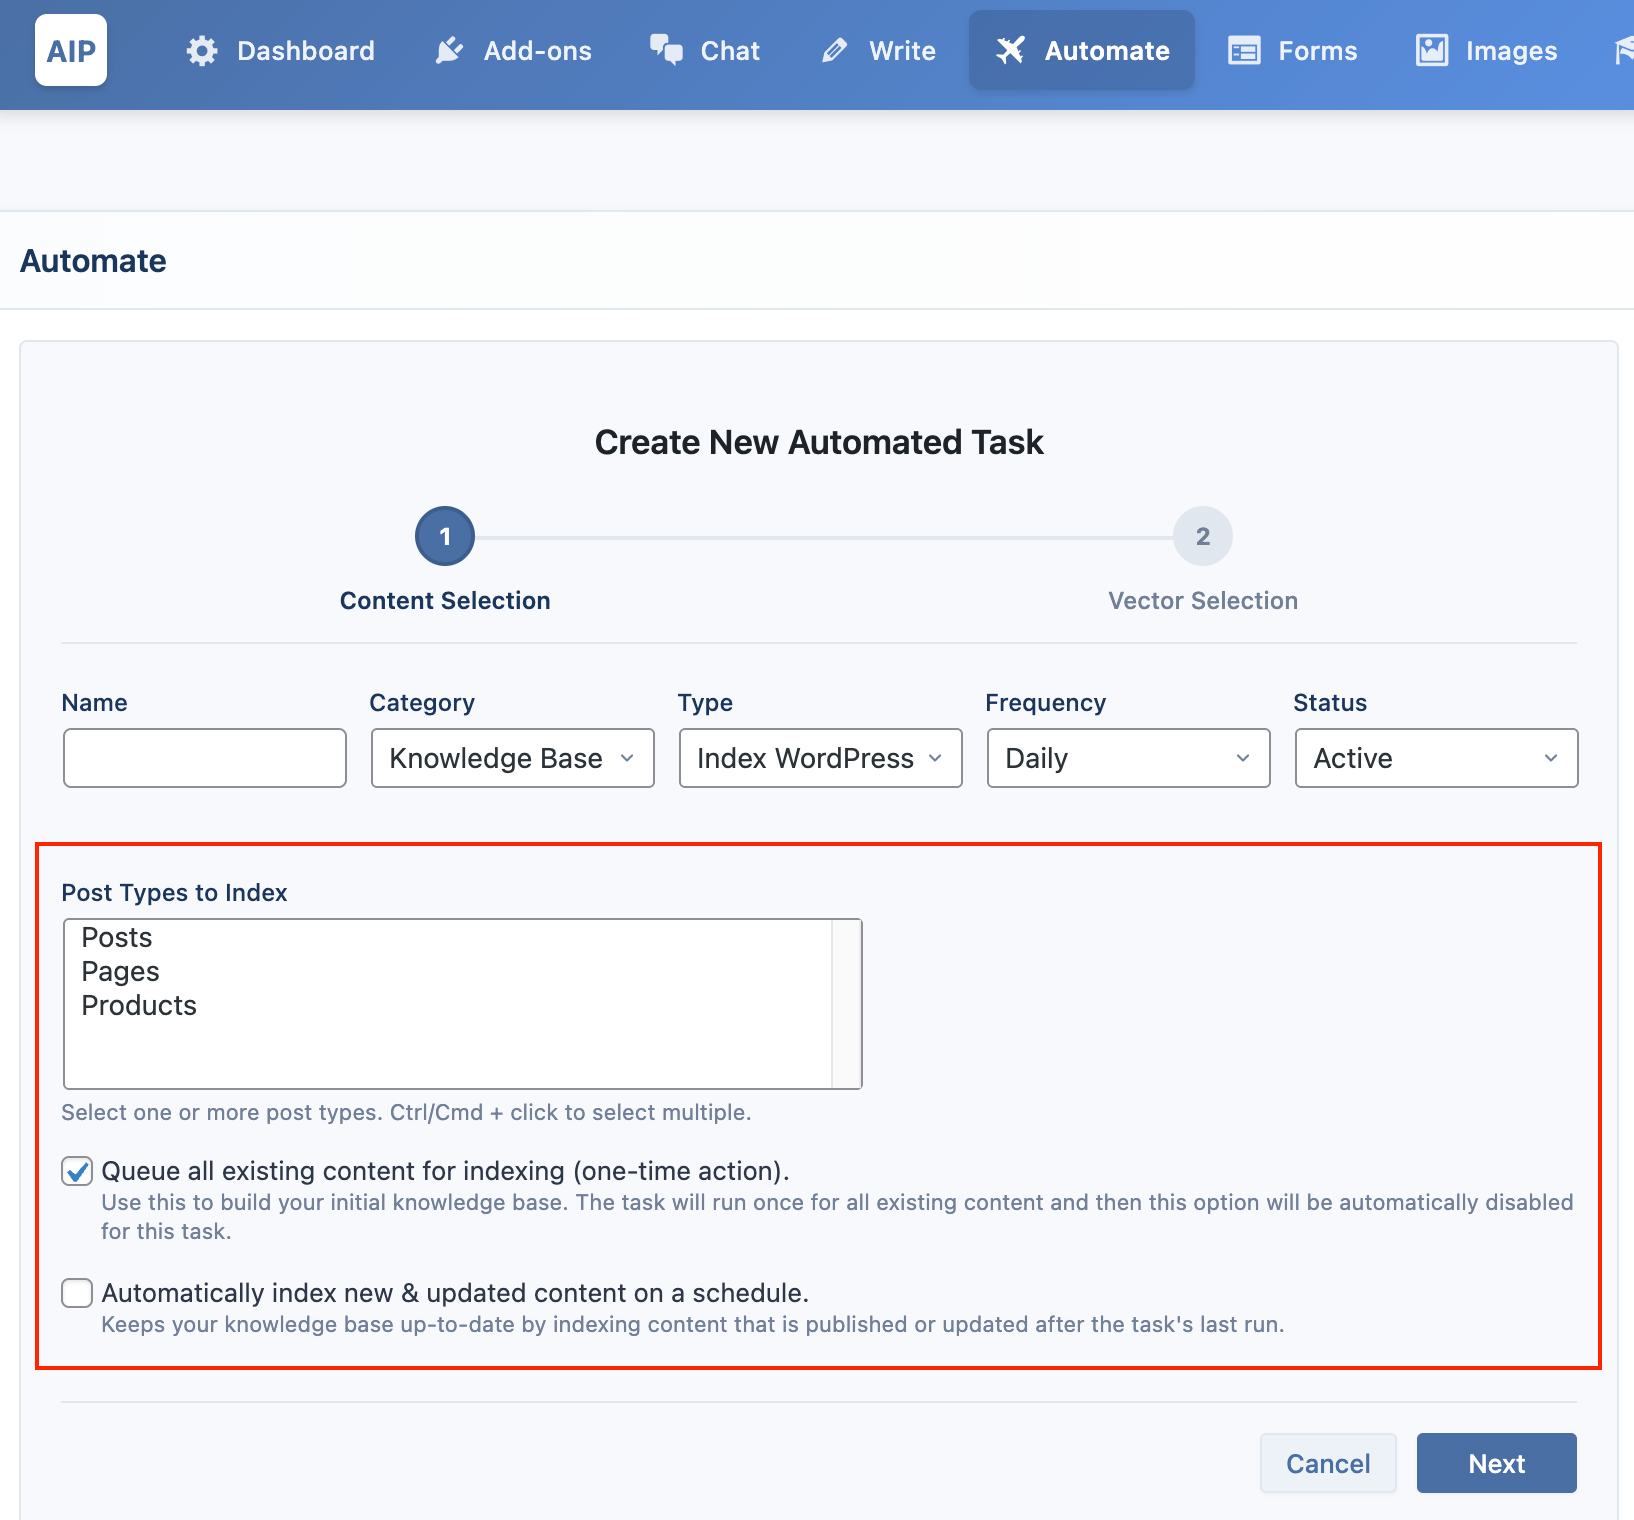 AIP
Dashboard
Add-ons
Chat
Write
Automate
Forms
Images
Automate
Create New Automated Task
1
2
Content Selection
Vector Selection
Name
Category
Type
Frequency
Status
Knowledge Base
Index WordPress
Daily
Active
Post Types to Index
Posts
Pages
Products
Select one or more post types. Ctrl/Cmd + click to select multiple.
Queue all existing content for indexing (one-time action).
Use this to build your initial knowledge base. The task will run once for all existing content and then this option will be automatically disabled
for this task.
Automatically index new & updated content on a schedule.
Keeps your knowledge base up-to-date by indexing content that is published or updated after the task's last run.
Cancel
Next